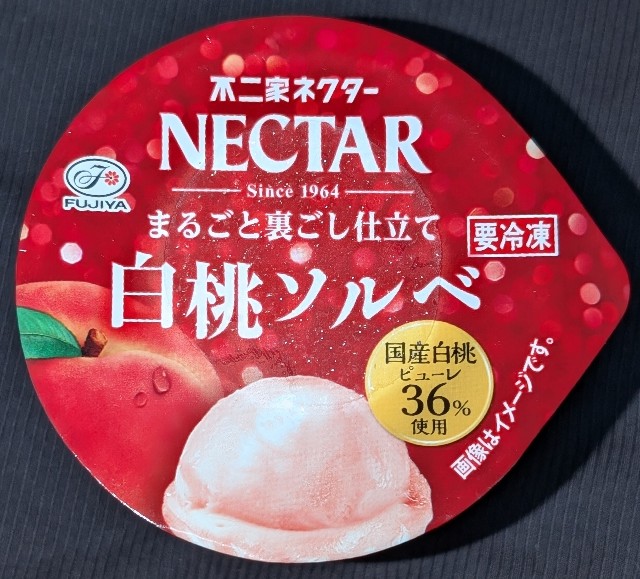 不二家ネクター
NECTAR
Since 1964
FUJIYA
まるごと裏ごし仕立て
要冷凍
白桃ソルベ
国産白桃
ピューレ
36%
使用
画像はイメージです。